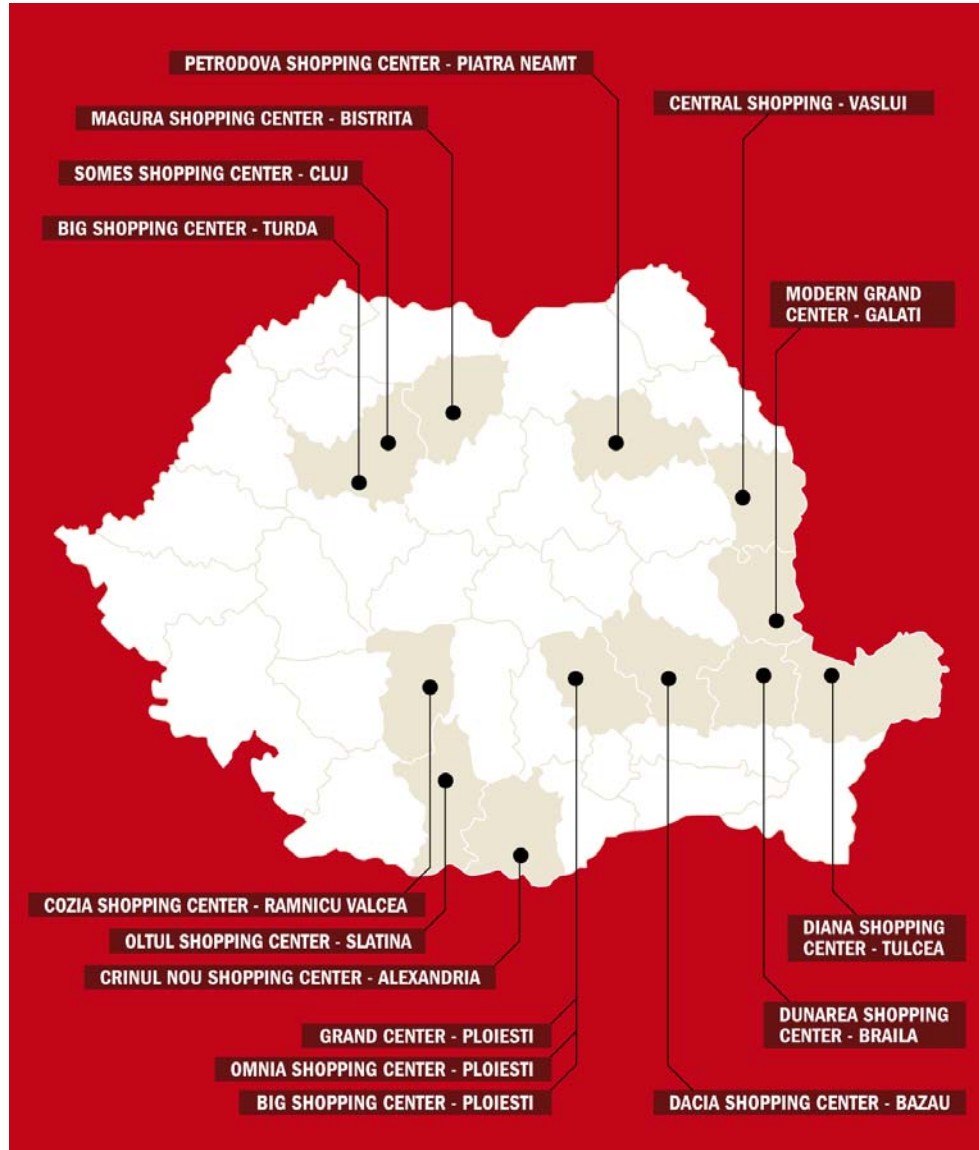 PETRODOVA SHOPPING CENTER - PIATRA NEAMT
CENTRAL SHOPPING - VASLUI
MAGURA SHOPPING CENTER - BISTRITA
SOMES SHOPPING CENTER - CLUJ
BIG SHOPPING CENTER - TURDA
MODERN GRAND
CENTER - GALATI
COZIA SHOPPING CENTER - RAMNICU VALCEA
OLTUL SHOPPING CENTER - SLATINA
CRINUL NOU SHOPPING CENTER - ALEXANDRIA
GRAND CENTER - PLOIESTI
OMNIA SHOPPING CENTER - PLOIESTI
BIG SHOPPING CENTER - PLOIESTI
DIANA SHOPPING
CENTER - TULCEA
DUNAREA SHOPPING
CENTER - BRAILA
DACIA SHOPPING CENTER - BAZAU